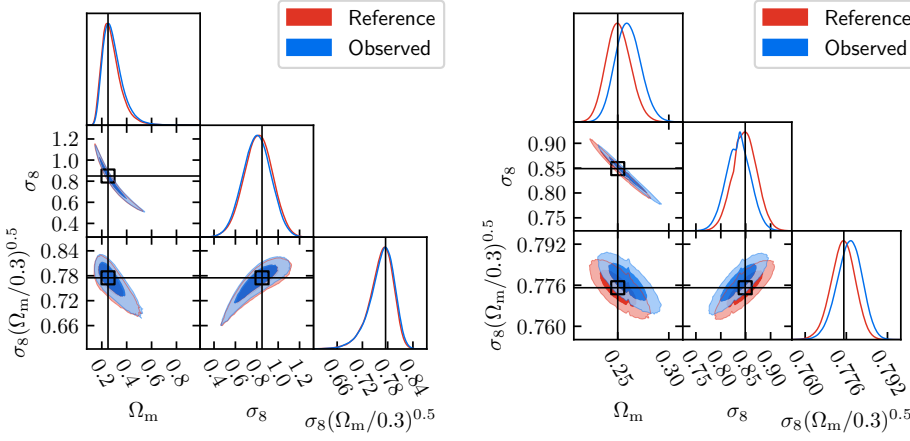 Reference
Observed
σ₈
1.2
1.0
0.8
0.6
0.4
σ₈(Ωₘ/0.3)⁰·⁵
0.84
0.78
0.72
0.66
0.2 0.4 0.6 0.8
0.4 0.6 0.8 1.0 1.2
0.66 0.72 0.78 0.84
Ωₘ
σ₈
σ₈(Ωₘ/0.3)⁰·⁵
Reference
Observed
σ₈
0.90
0.85
0.80
0.75
σ₈(Ωₘ/0.3)⁰·⁵
0.792
0.776
0.760
0.25 0.30
0.75 0.80 0.85 0.90
0.760 0.776 0.792
Ωₘ
σ₈
σ₈(Ωₘ/0.3)⁰·⁵